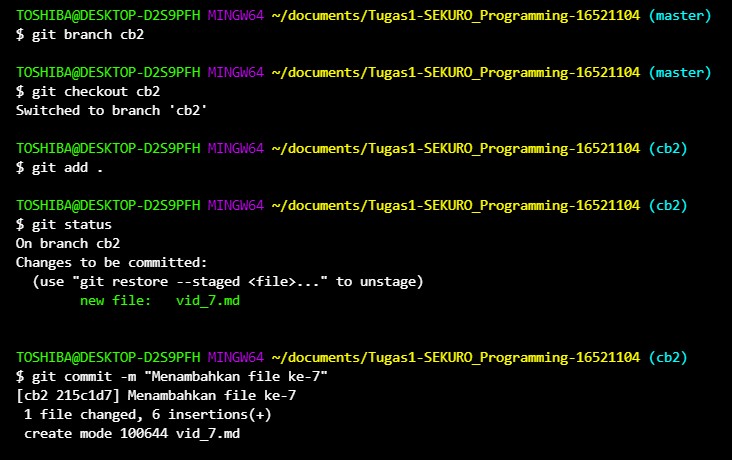 TOSHIBA@DESKTOP-D2S9PFH MINGW64 ~/documents/Tugas1-SEKURO_Programming-16521104 (master)
$ git branch cb2
TOSHIBA@DESKTOP-D2S9PFH MINGW64 ~/documents/Tugas1-SEKURO_Programming-16521104 (master)
$ git checkout cb2
Switched to branch 'cb2'
TOSHIBA@DESKTOP-D2S9PFH MINGW64 ~/documents/Tugas1-SEKURO_Programming-16521104 (cb2)
$ git add .
TOSHIBA@DESKTOP-D2S9PFH MINGW64 ~/documents/Tugas1-SEKURO_Programming-16521104 (cb2)
$ git status
On branch cb2
Changes to be committed:
  (use "git restore --staged <file>..." to unstage)
        new file:   vid_7.md
TOSHIBA@DESKTOP-D2S9PFH MINGW64 ~/documents/Tugas1-SEKURO_Programming-16521104 (cb2)
$ git commit -m "Menambahkan file ke-7"
[cb2 215c1d7] Menambahkan file ke-7
 1 file changed, 6 insertions(+)
 create mode 100644 vid_7.md